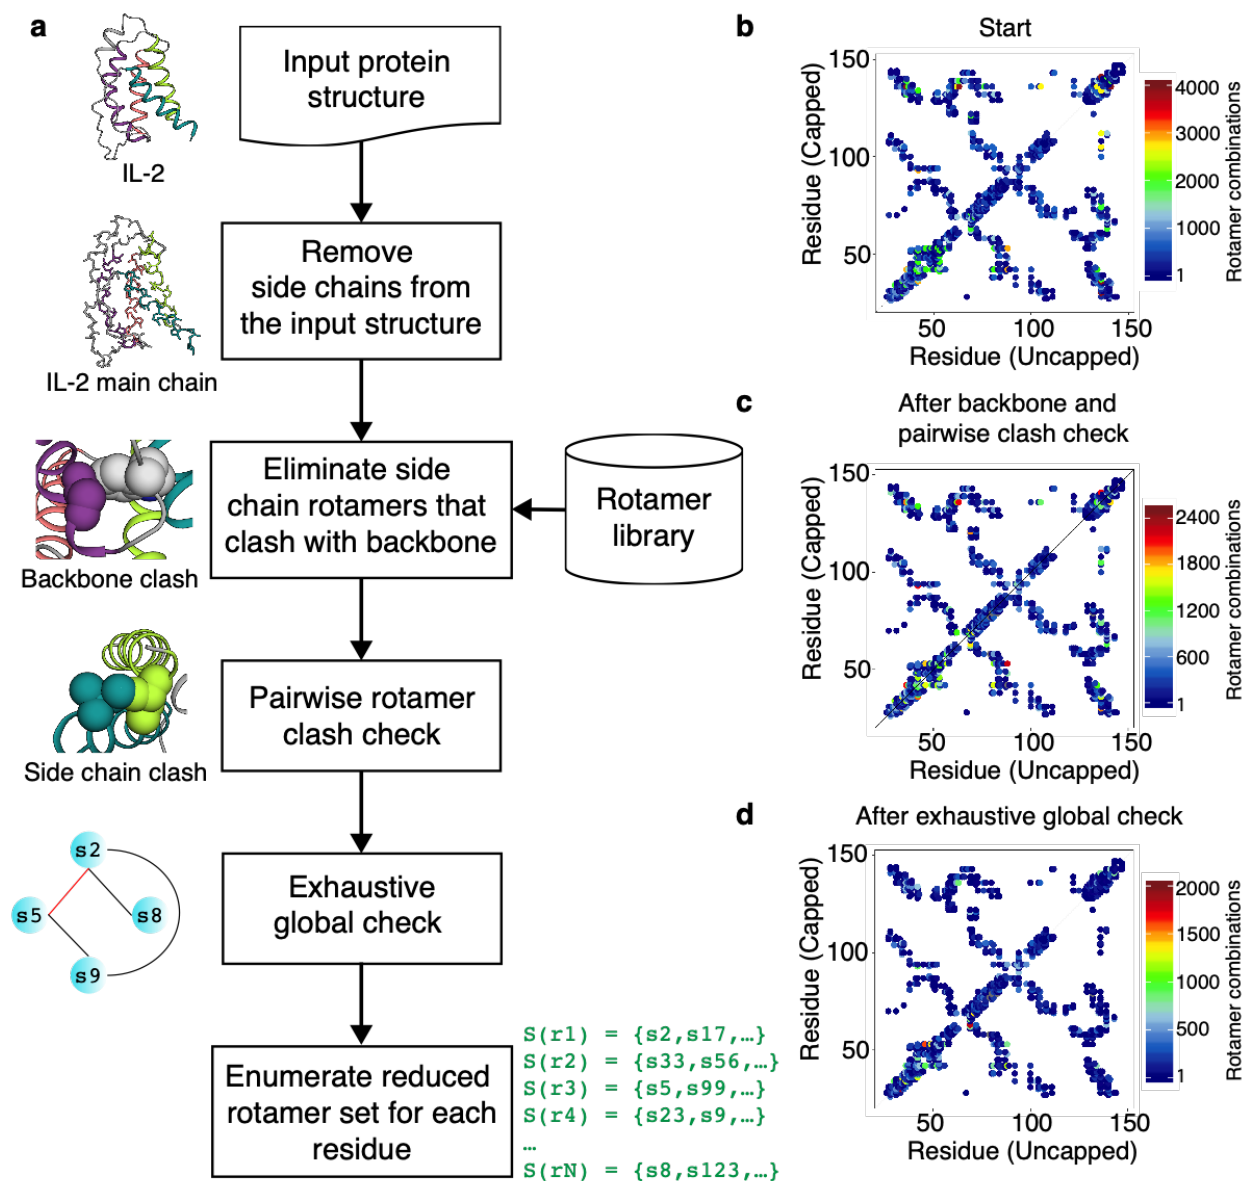 a
IL-2
Input protein
structure
IL-2 main chain
Remove
side chains from
the input structure
Backbone clash
Eliminate side
chain rotamers that
clash with backbone
Rotamer
library
Side chain clash
Pairwise rotamer
clash check
s2
s5
s8
s9
Exhaustive
global check
Enumerate reduced
rotamer set for each
residue
S(r1) = {s2,s17,…}
S(r2) = {s33,s56,…}
S(r3) = {s5,s99,…}
S(r4) = {s23,s9,…}
…
S(rN) = {s8,s123,…}
b
Start
150
100
50
Residue (Capped)
50 100 150
Residue (Uncapped)
4000
3000
2000
1000
1
Rotamer combinations
c
After backbone and
pairwise clash check
150
100
50
Residue (Capped)
50 100 150
Residue (Uncapped)
2400
1800
1200
600
1
Rotamer combinations
d
After exhaustive global check
150
100
50
Residue (Capped)
50 100 150
Residue (Uncapped)
2000
1500
1000
500
1
Rotamer combinations